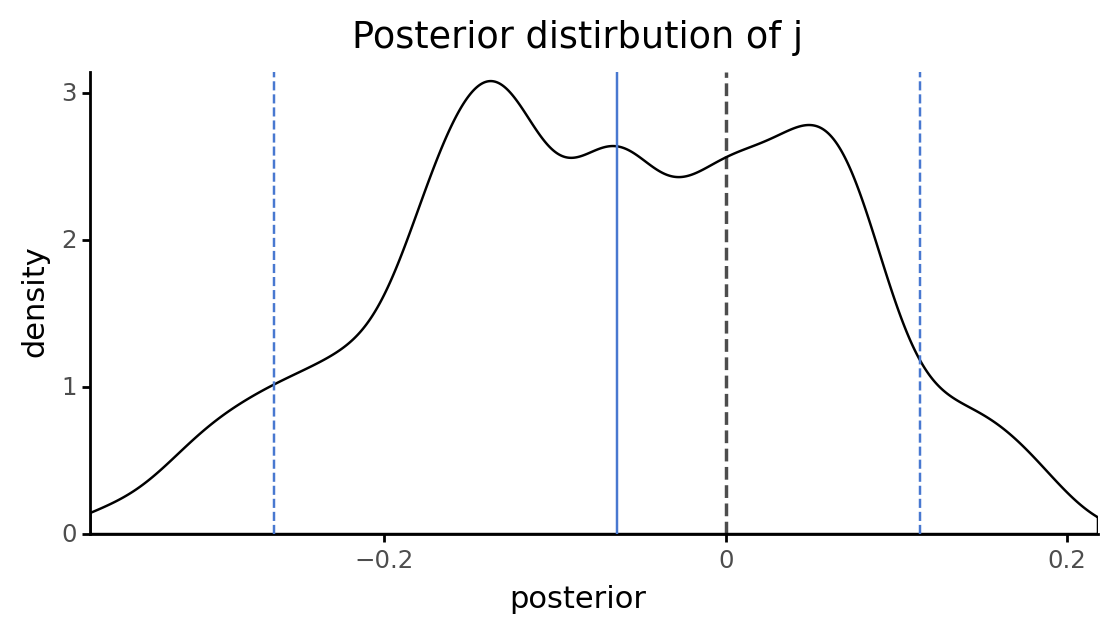 Posterior distirbution of j
density
3
2
1
0
−0.2
0
0.2
posterior